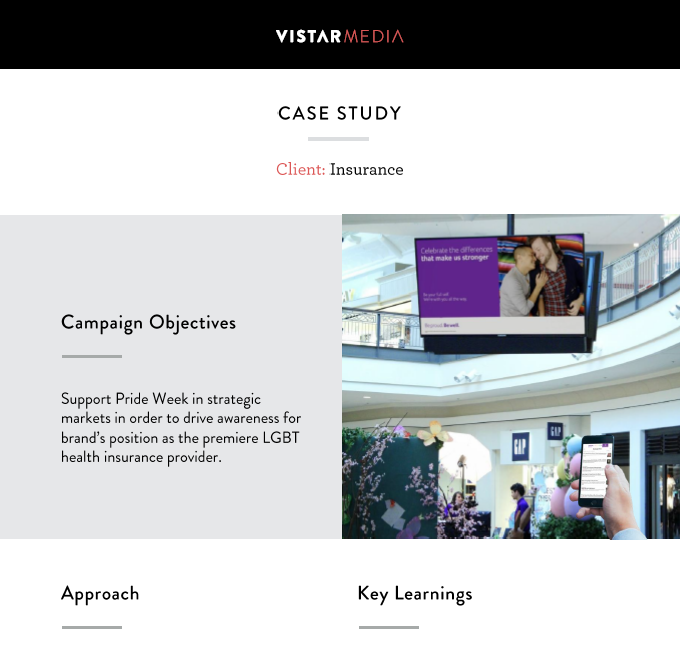 VISTARMEDIA
CASE STUDY
Client: Insurance
Campaign Objectives
Support Pride Week in strategic
markets in order to drive awareness for
brand's position as the premiere LGBT
health insurance provider.
Celebrate the differences
that make us stronger
GAP
GAP
Approach
Key Learnings